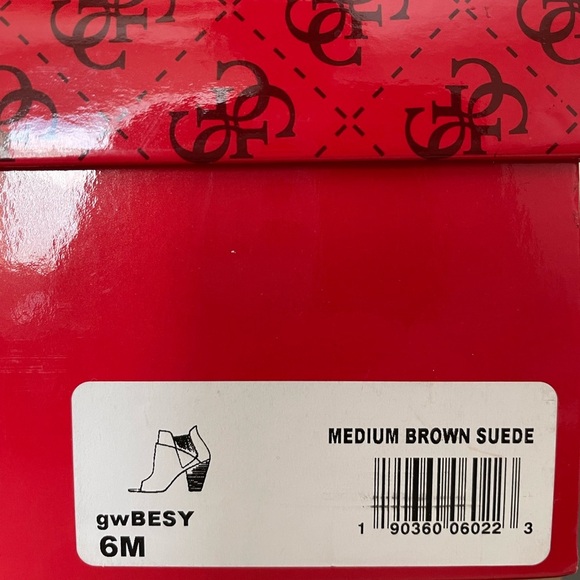 MEDIUM BROWN SUEDE
gwBESY
6M
1 90360 06022 3